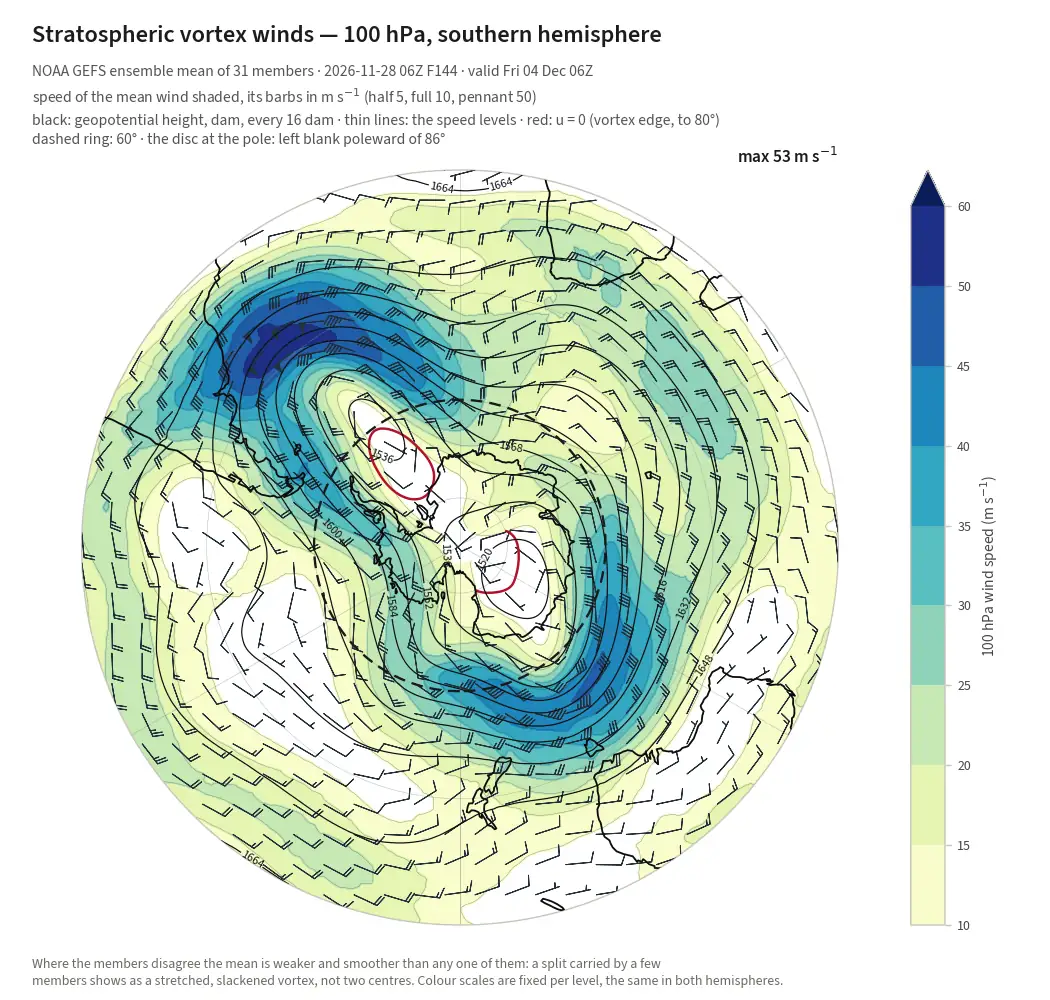 Stratospheric vortex winds — 100 hPa, southern hemisphere
NOAA GEFS ensemble mean of 31 members · 2026-11-28 06Z F144 · valid Fri 04 Dec 06Z
speed of the mean wind shaded, its barbs in m s⁻¹ (half 5, full 10, pennant 50)
black: geopotential height, dam, every 16 dam · thin lines: the speed levels · red: u = 0 (vortex edge, to 80°)
dashed ring: 60° · the disc at the pole: left blank poleward of 86°
max 53 m s⁻¹
1664
1664
60
50
45
40
35
30
25
20
15
10
100 hPa wind speed (m s⁻¹)
1568
1536
1600
1520
1584
1552
1616
1632
1648
1664
Where the members disagree the mean is weaker and smoother than any one of them: a split carried by a few
members shows as a stretched, slackened vortex, not two centres. Colour scales are fixed per level, the same in both hemispheres.